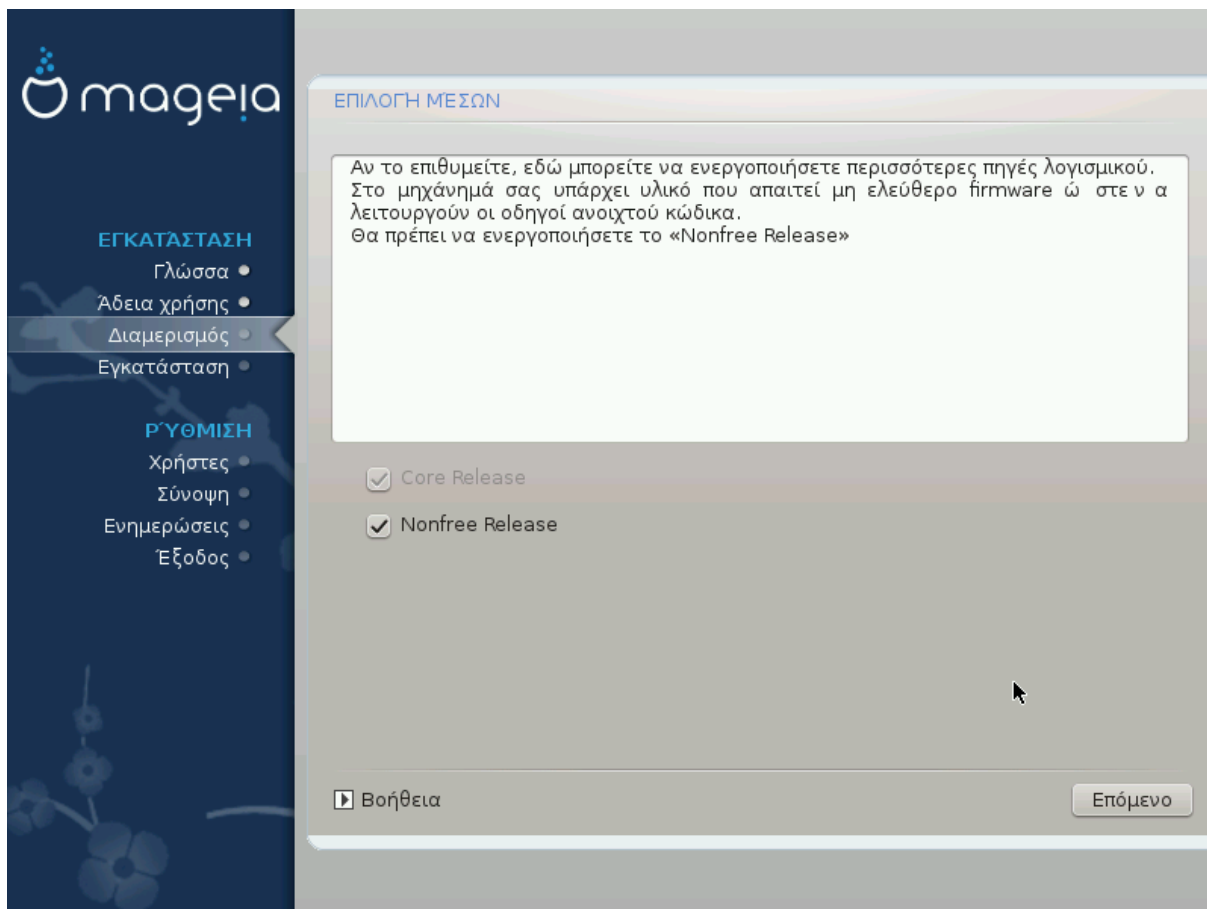 mageia
ΕΓΚΑΤΆΣΤΑΣΗ
Γλώσσα
Άδεια χρήσης
Διαμερισμός
Εγκατάσταση
ΡΎΘΜΙΣΗ
Χρήστες
Σύνοψη
Ενημερώσεις
Έξοδος
ΕΠΙΛΟΓΉ ΜΈΣΩΝ
Αν το επιθυμείτε, εδώ μπορείτε να ενεργοποιήσετε περισσότερες πηγές λογισμικού.
Στο μηχάνημά σας υπάρχει υλικό που απαιτεί μη ελεύθερο firmware ώ στε ν α
λειτουργούν οι οδηγοί ανοιχτού κώδικα.
Θα πρέπει να ενεργοποιήσετε το «Nonfree Release»
Core Release
Nonfree Release
Βοήθεια
Επόμενο